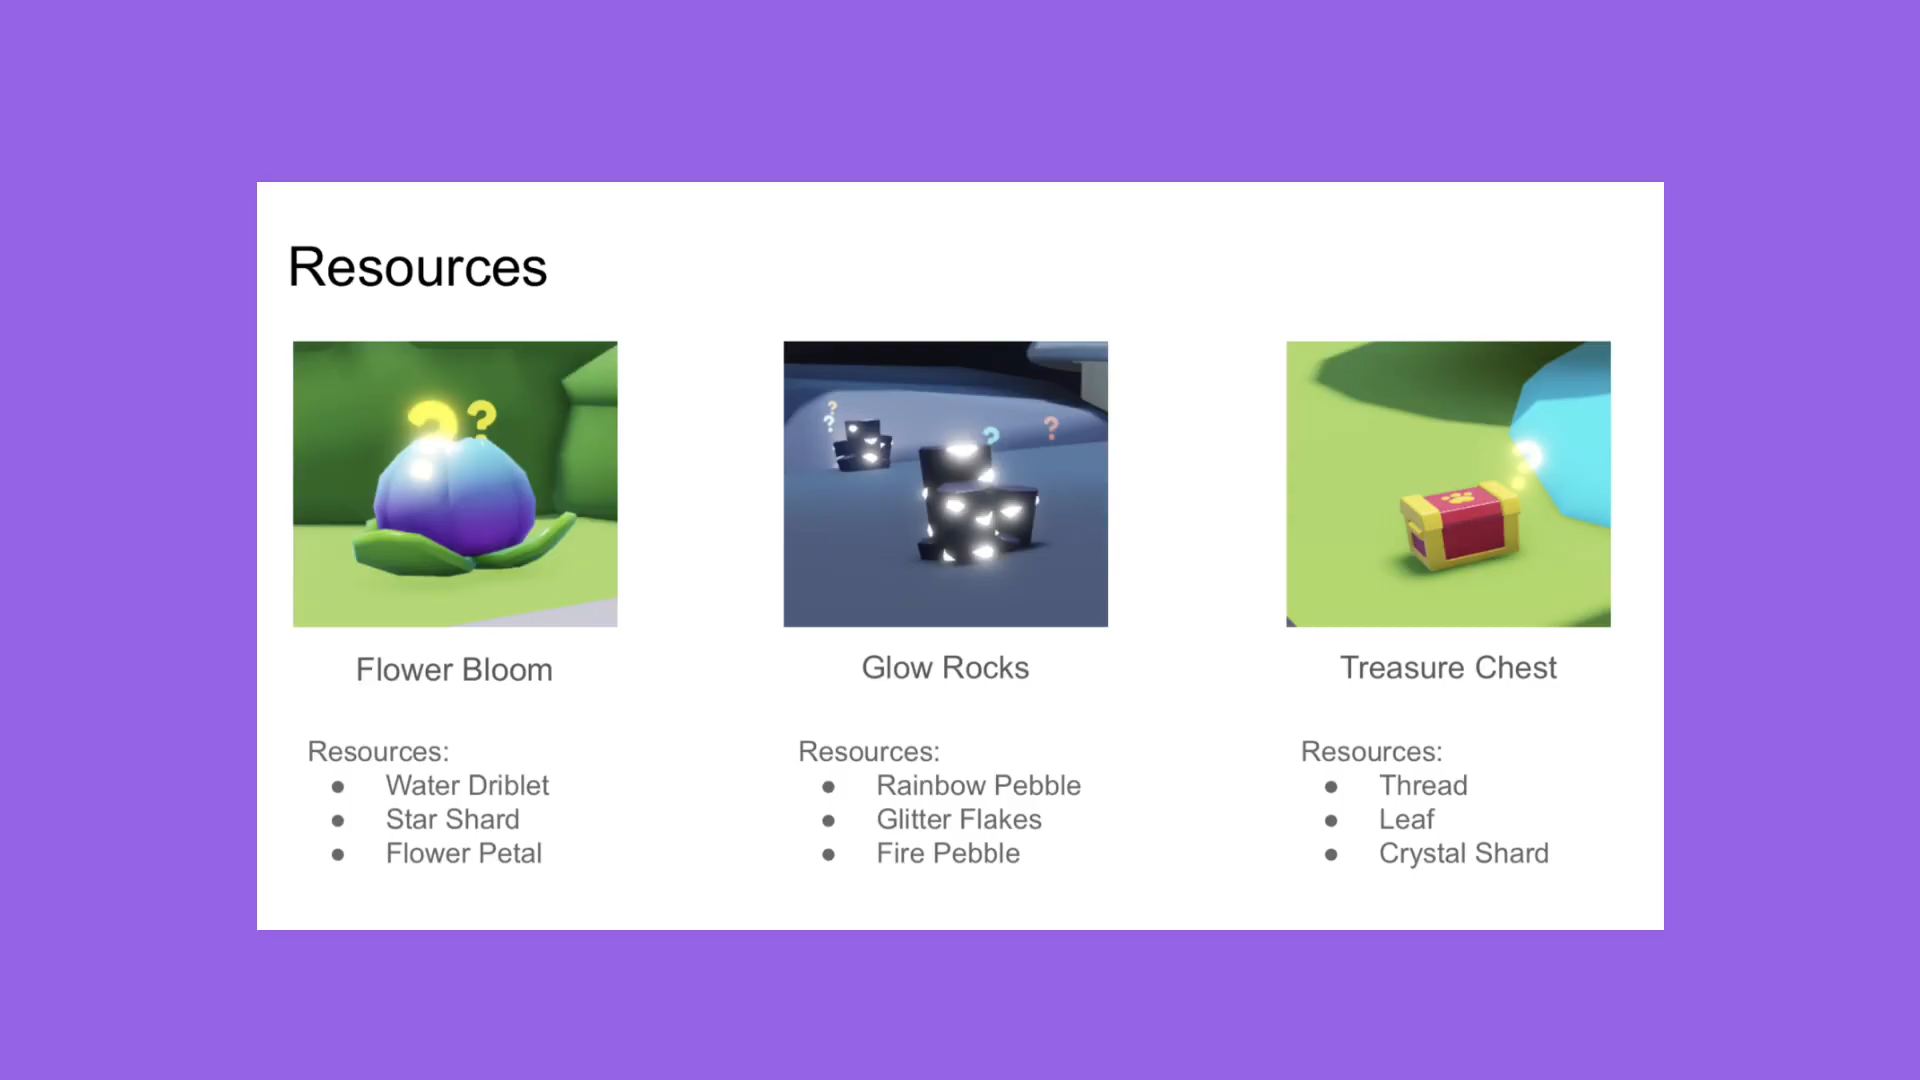 Resources
Flower Bloom
Glow Rocks
Treasure Chest
Resources:
● Water Driblet
● Star Shard
● Flower Petal
Resources:
● Rainbow Pebble
● Glitter Flakes
● Fire Pebble
Resources:
● Thread
● Leaf
● Crystal Shard